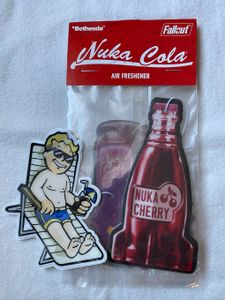 Bethesda
Fallout
Nuka Cola
AIR FRESHENER
NUKA
CHERRY